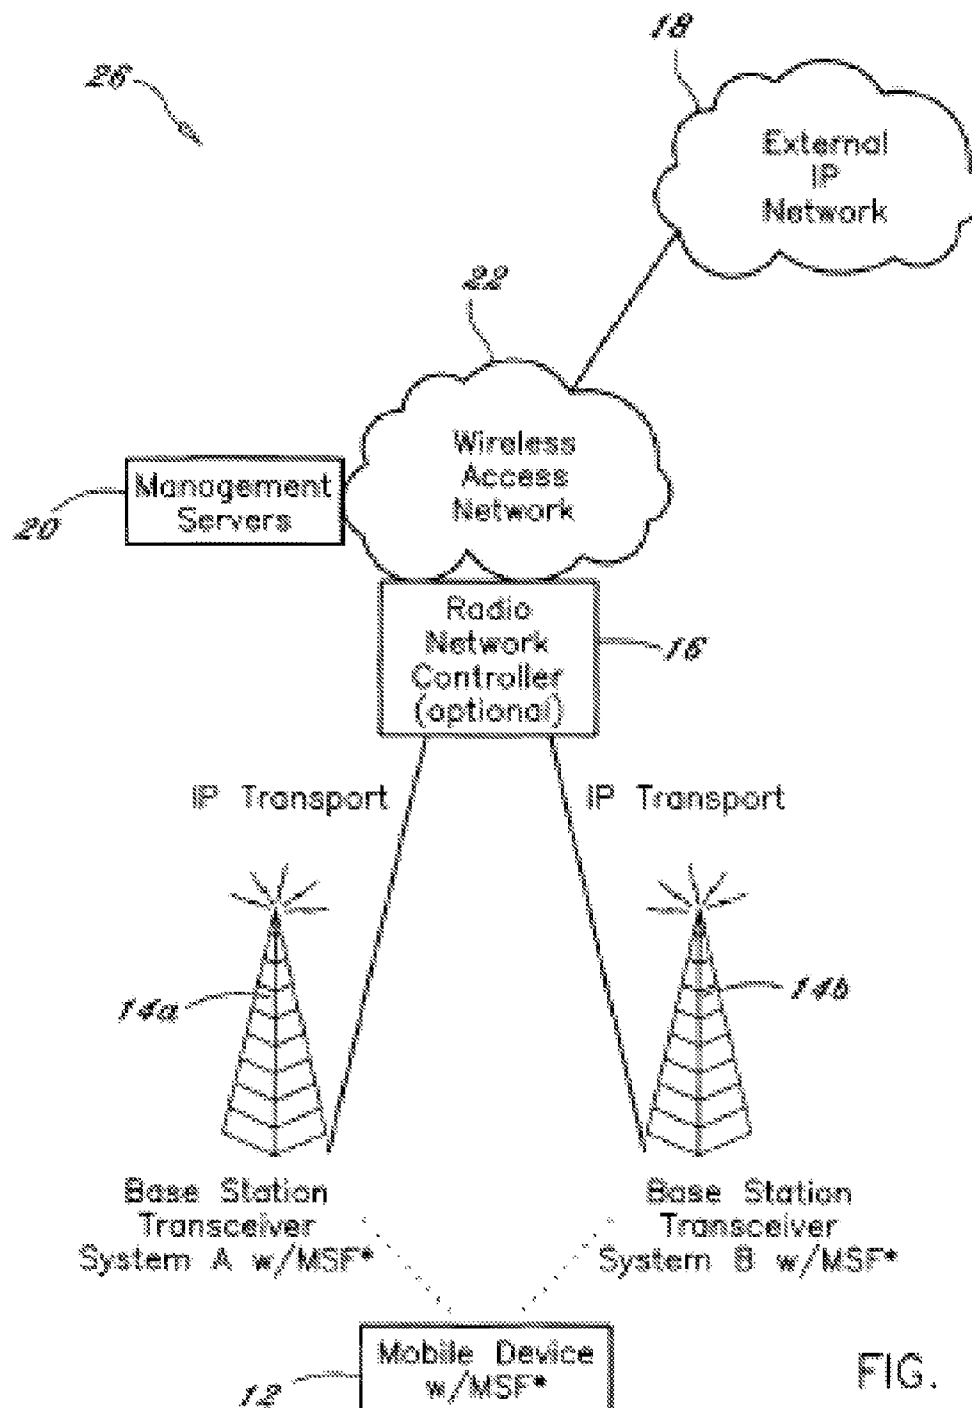 18
26
External
IP
Network
22
Wireless
Access
Network
Management
Servers
20
Radio
Network
Controller
(optional)
16
IP Transport
IP Transport
14a
14b
Base Station
Transceiver
System A w/MSF*
Base Station
Transceiver
System B w/MSF*
Mobile Device
w/MSF*
12
FIG.